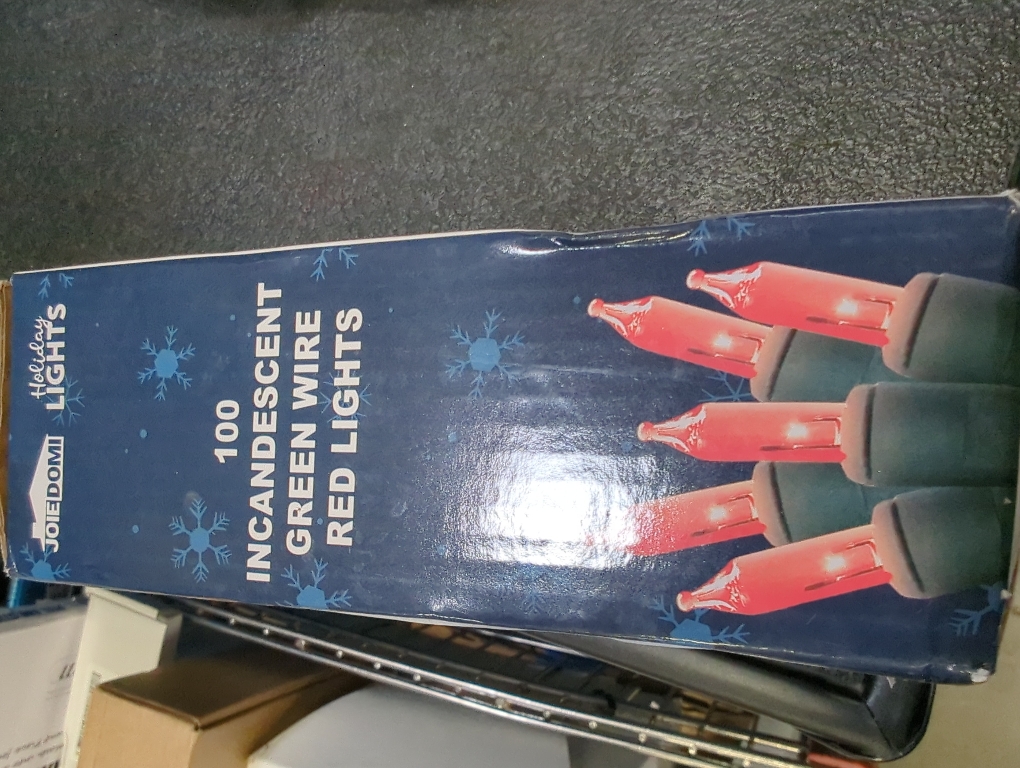 JOIEDOMI
Holiday
LIGHTS
100
INCANDESCENT
GREEN WIRE
RED LIGHTS